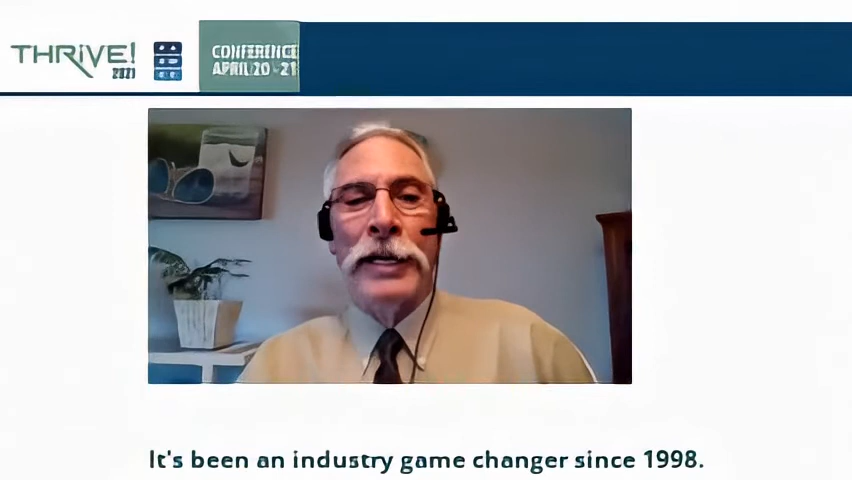 THRiVE!
2021
CONFERENCE
APRIL 20 - 21
It's been an industry game changer since 1998.